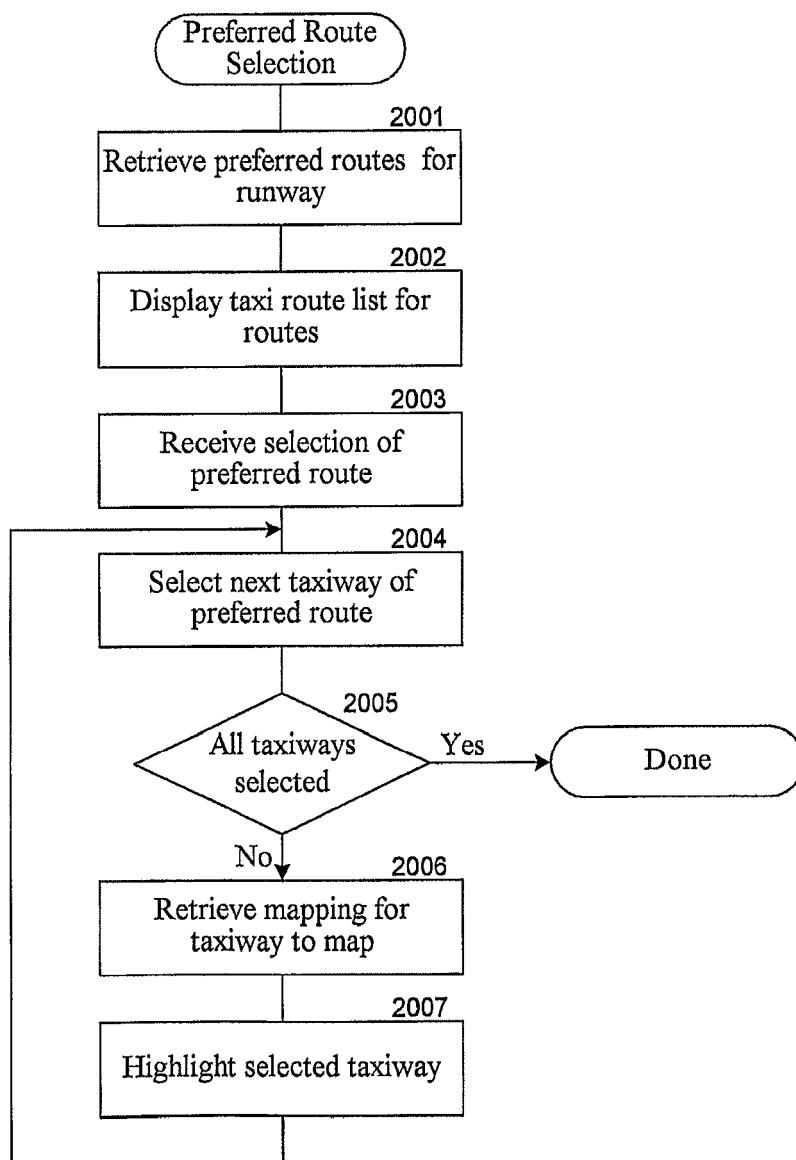 Preferred Route
Selection
2001
Retrieve preferred routes for
runway
2002
Display taxi route list for
routes
2003
Receive selection of
preferred route
2004
Select next taxiway of
preferred route
2005
All taxiways
selected
Yes
Done
No
2006
Retrieve mapping for
taxiway to map
2007
Highlight selected taxiway